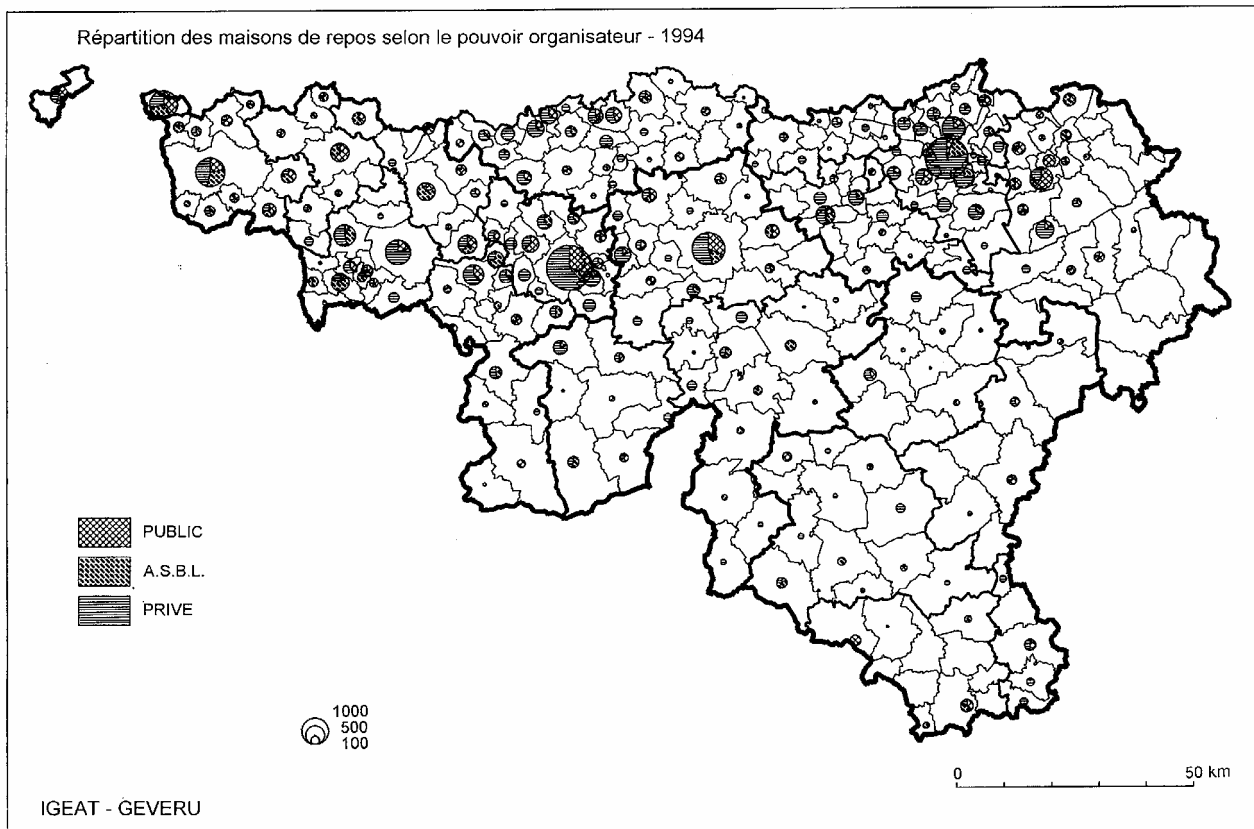 Répartition des maisons de repos selon le pouvoir organisateur - 1994
PUBLIC
A.S.B.L.
PRIVE
1000
500
100
0 50 km
IGEAT - GEVERU